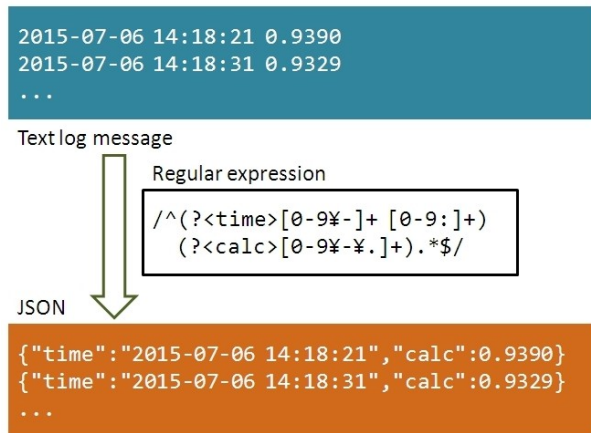 2015-07-06 14:18:21 0.9390
2015-07-06 14:18:31 0.9329
...
Text log message
Regular expression
/^(?<time>[0-9¥-]+ [0-9:]+)
(?<calc>[0-9¥-¥.]+).*$/
JSON
{"time":"2015-07-06 14:18:21","calc":0.9390}
{"time":"2015-07-06 14:18:31","calc":0.9329}
...